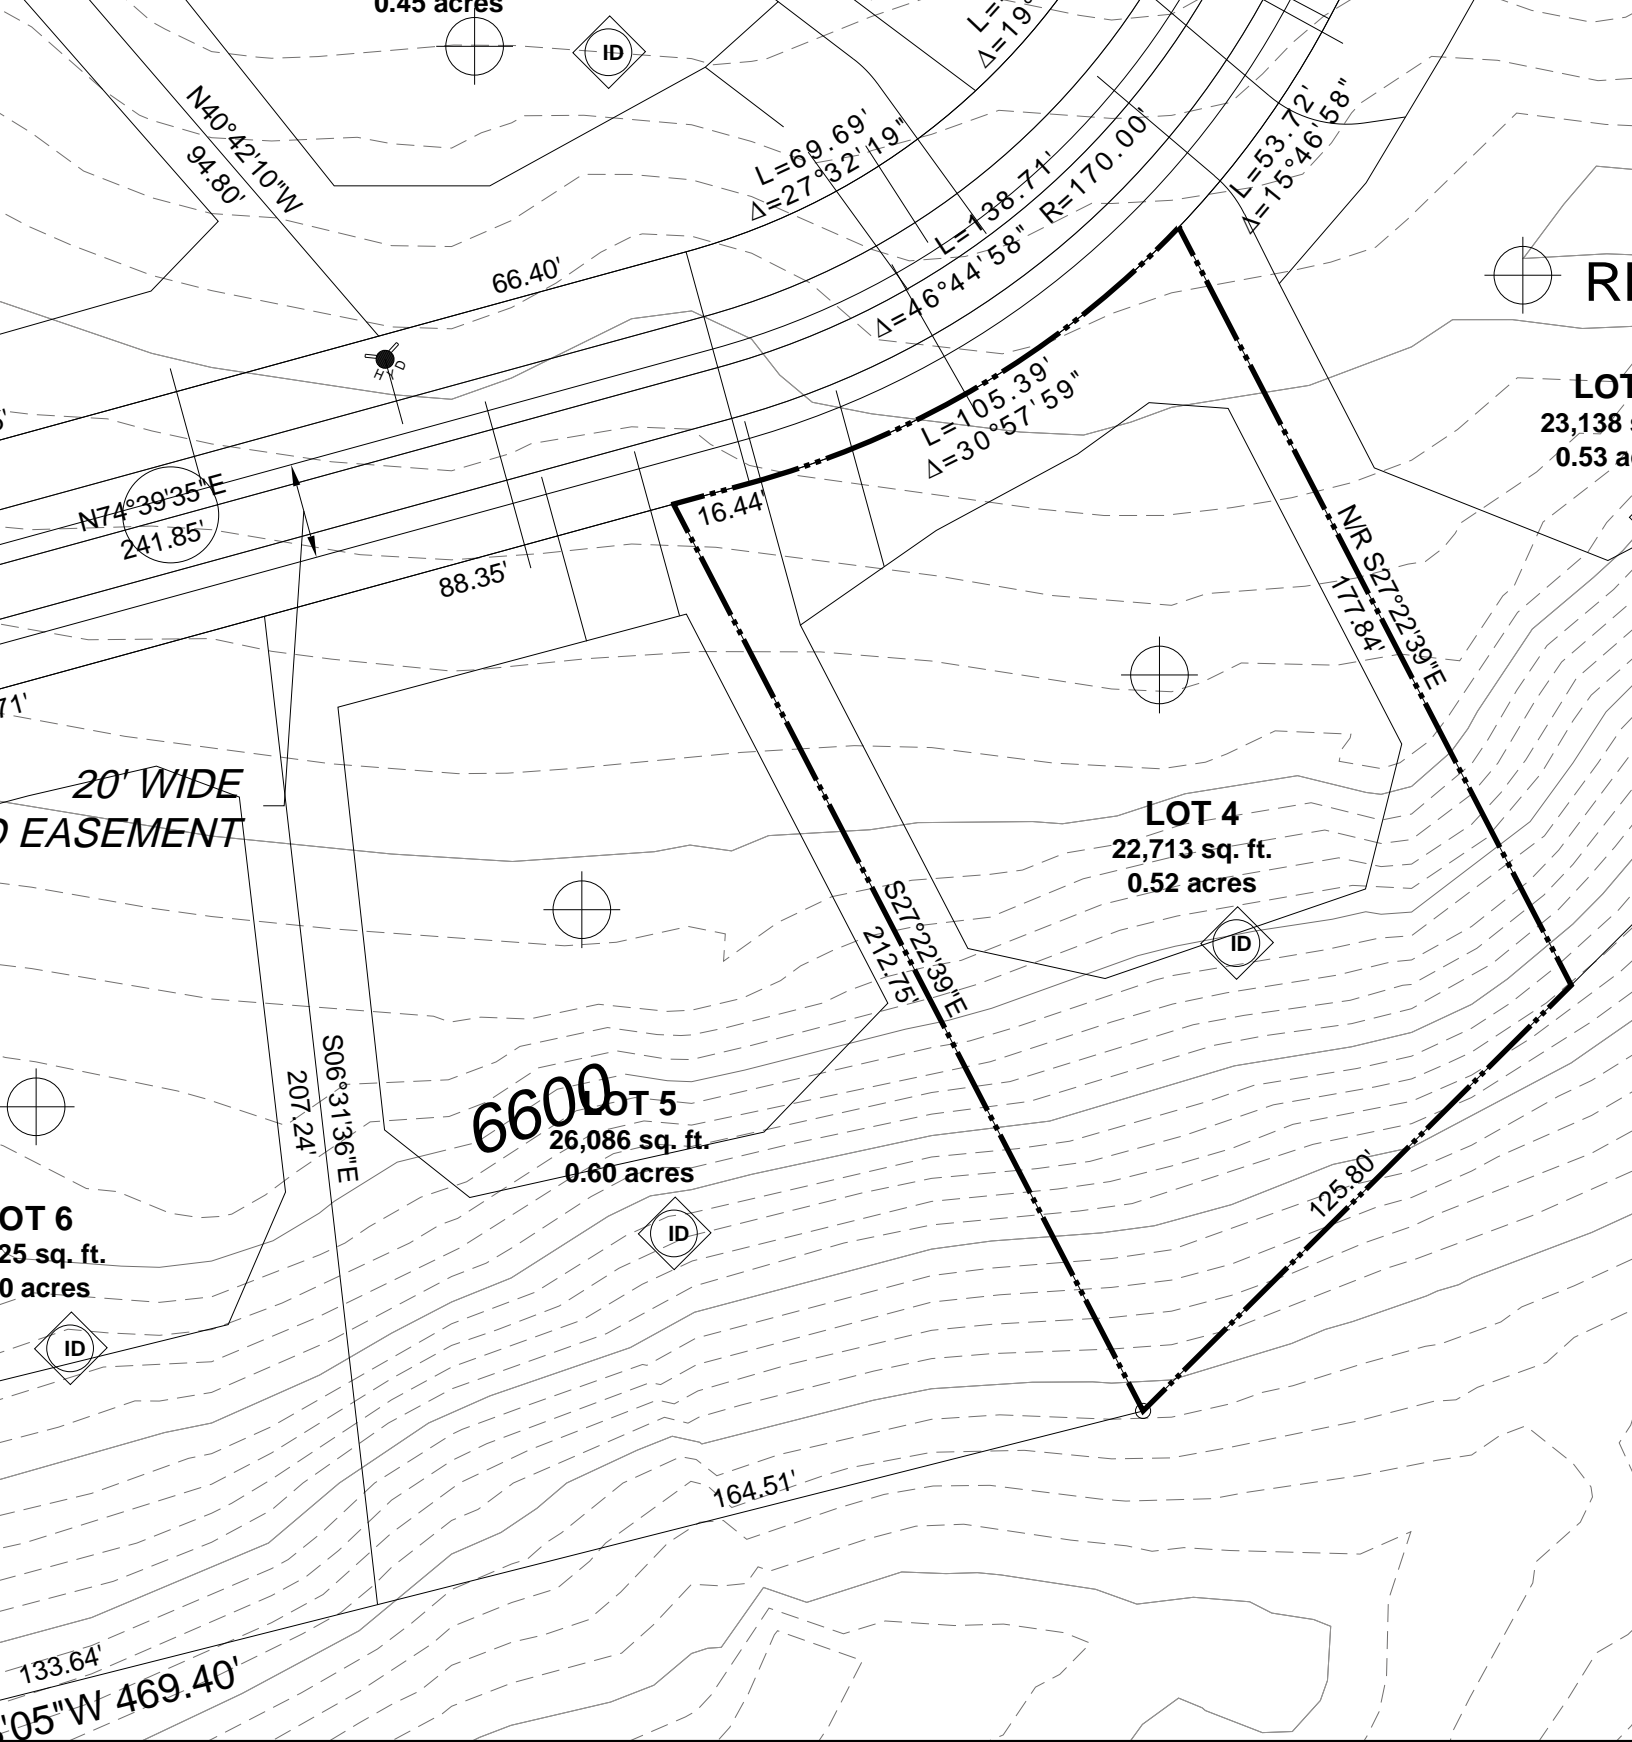 0.45 acres
ID
N40°42'10"W
94.80'
L=69.69'
Δ=27°32'19"
L=138.71'
R=170.00'
Δ=46°44'58"
L=53.72'
Δ=15°46'58"
66.40'
HYD
LOT
23,138
L=105.39'
Δ=30°57'59"
N74°39'35"E
241.85'
16.44'
88.35'
N/R S27°22'39"E
177.84'
71'
20' WIDE
EASEMENT
LOT 4
22,713 sq. ft.
0.52 acres
ID
S27°22'39"E
212.75'
S06°31'36"E
207.24'
6600
LOT 5
26,086 sq. ft.
0.60 acres
ID
125.80'
OT 6
25 sq. ft.
0 acres
ID
164.51'
133.64'
'05"W 469.40'